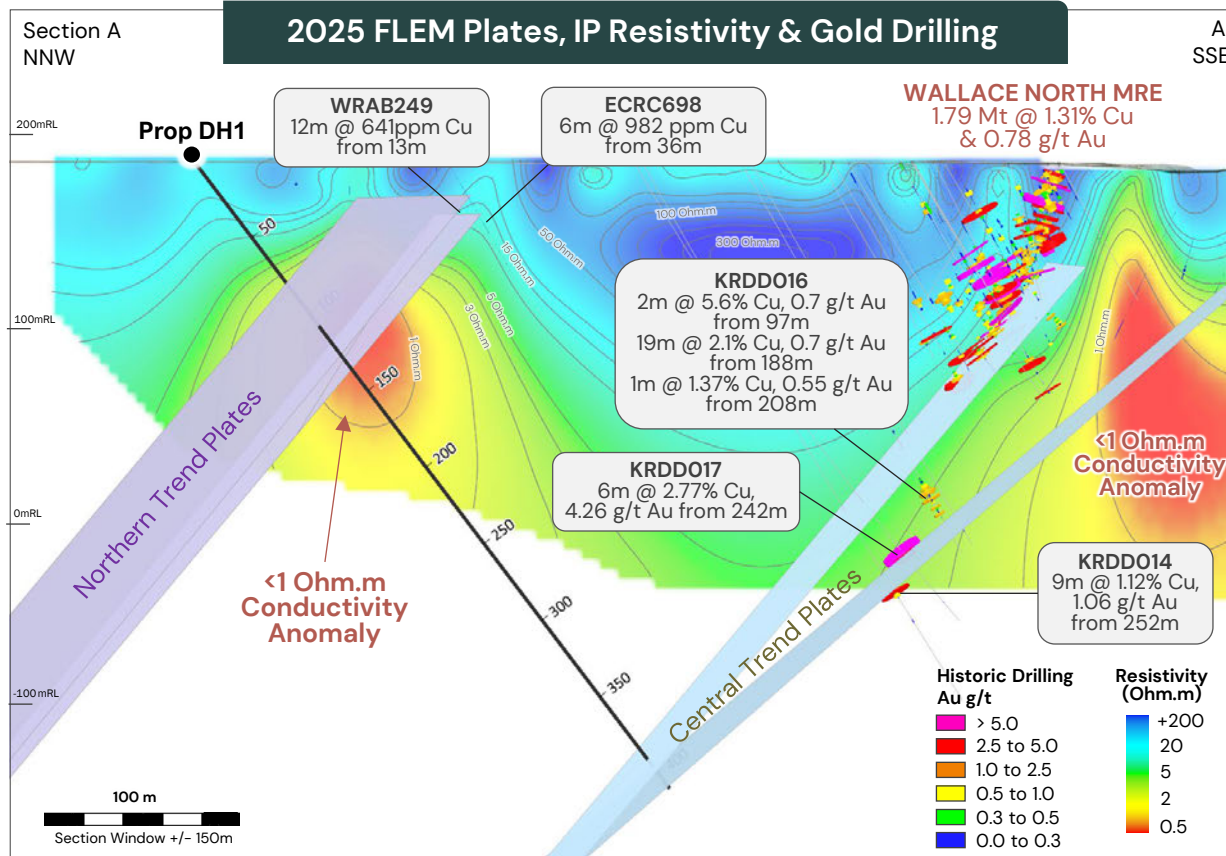 Section A
NNW
2025 FLEM Plates, IP Resistivity & Gold Drilling
A
SSE
200mRL
100mRL
0mRL
-100mRL
Prop DH1
WRAB249
12m @ 641ppm Cu
from 13m
ECRC698
6m @ 982 ppm Cu
from 36m
WALLACE NORTH MRE
1.79 Mt @ 1.31% Cu
& 0.78 g/t Au
50
150
200
250
300
350
400
100 Ohm.m
300 Ohm.m
50 Ohm.m
15 Ohm.m
5 Ohm.m
3 Ohm.m
1 Ohm.m
1 Ohm.m
KRDD016
2m @ 5.6% Cu, 0.7 g/t Au
from 97m
19m @ 2.1% Cu, 0.7 g/t Au
from 188m
1m @ 1.37% Cu, 0.55 g/t Au
from 208m
KRDD017
6m @ 2.77% Cu,
4.26 g/t Au from 242m
<1 Ohm.m
Conductivity
Anomaly
KRDD014
9m @ 1.12% Cu,
1.06 g/t Au
from 252m
Northern Trend Plates
<1 Ohm.m
Conductivity
Anomaly
Central Trend Plates
Historic Drilling
Au g/t
> 5.0
2.5 to 5.0
1.0 to 2.5
0.5 to 1.0
0.3 to 0.5
0.0 to 0.3
Resistivity
(Ohm.m)
+200
20
5
2
0.5
100 m
Section Window +/- 150m